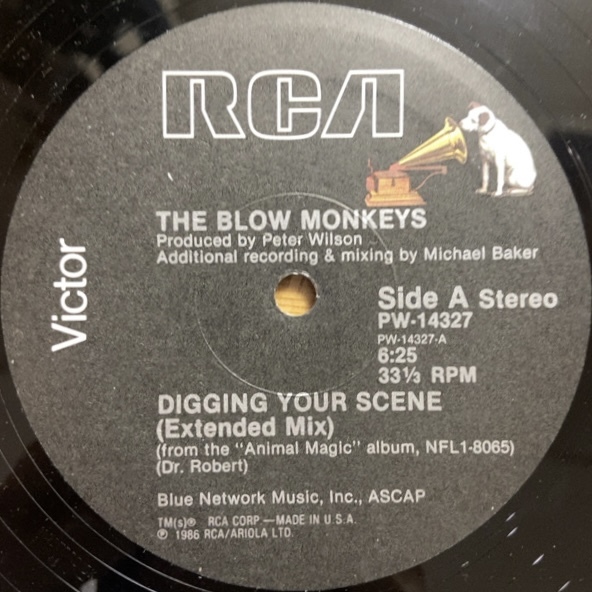 RCA
Victor
THE BLOW MONKEYS
Produced by Peter Wilson
Additional recording & mixing by Michael Baker
Side A Stereo
PW-14327
PW-14327-A
6:25
33⅓ RPM
DIGGING YOUR SCENE
(Extended Mix)
(from the "Animal Magic" album, NFL1-8065)
(Dr. Robert)
Blue Network Music, Inc., ASCAP
TM(s)® RCA CORP —MADE IN U.S.A.
℗ 1986 RCA/ARIOLA LTD.